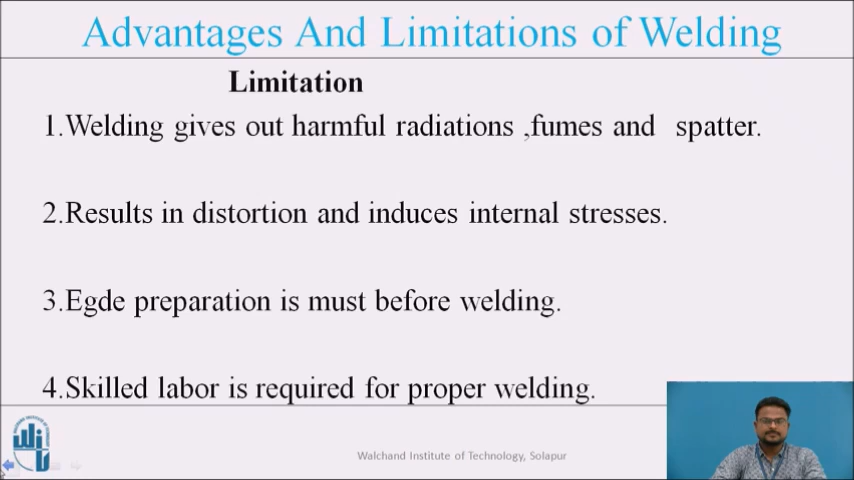 Advantages And Limitations of Welding
Limitation
1.Welding gives out harmful radiations ,fumes and spatter.
2.Results in distortion and induces internal stresses.
3.Egde preparation is must before welding.
4.Skilled labor is required for proper welding.
Walchand Institute of Technology, Solapur